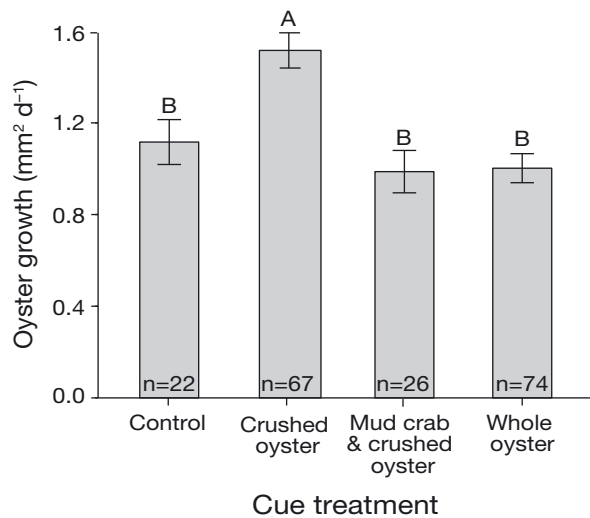 Oyster growth (mm² d⁻¹)
1.6
1.2
0.8
0.4
0.0
B
A
B
B
n=22
n=67
n=26
n=74
Control
Crushed
oyster
Mud crab
& crushed
oyster
Whole
oyster
Cue treatment